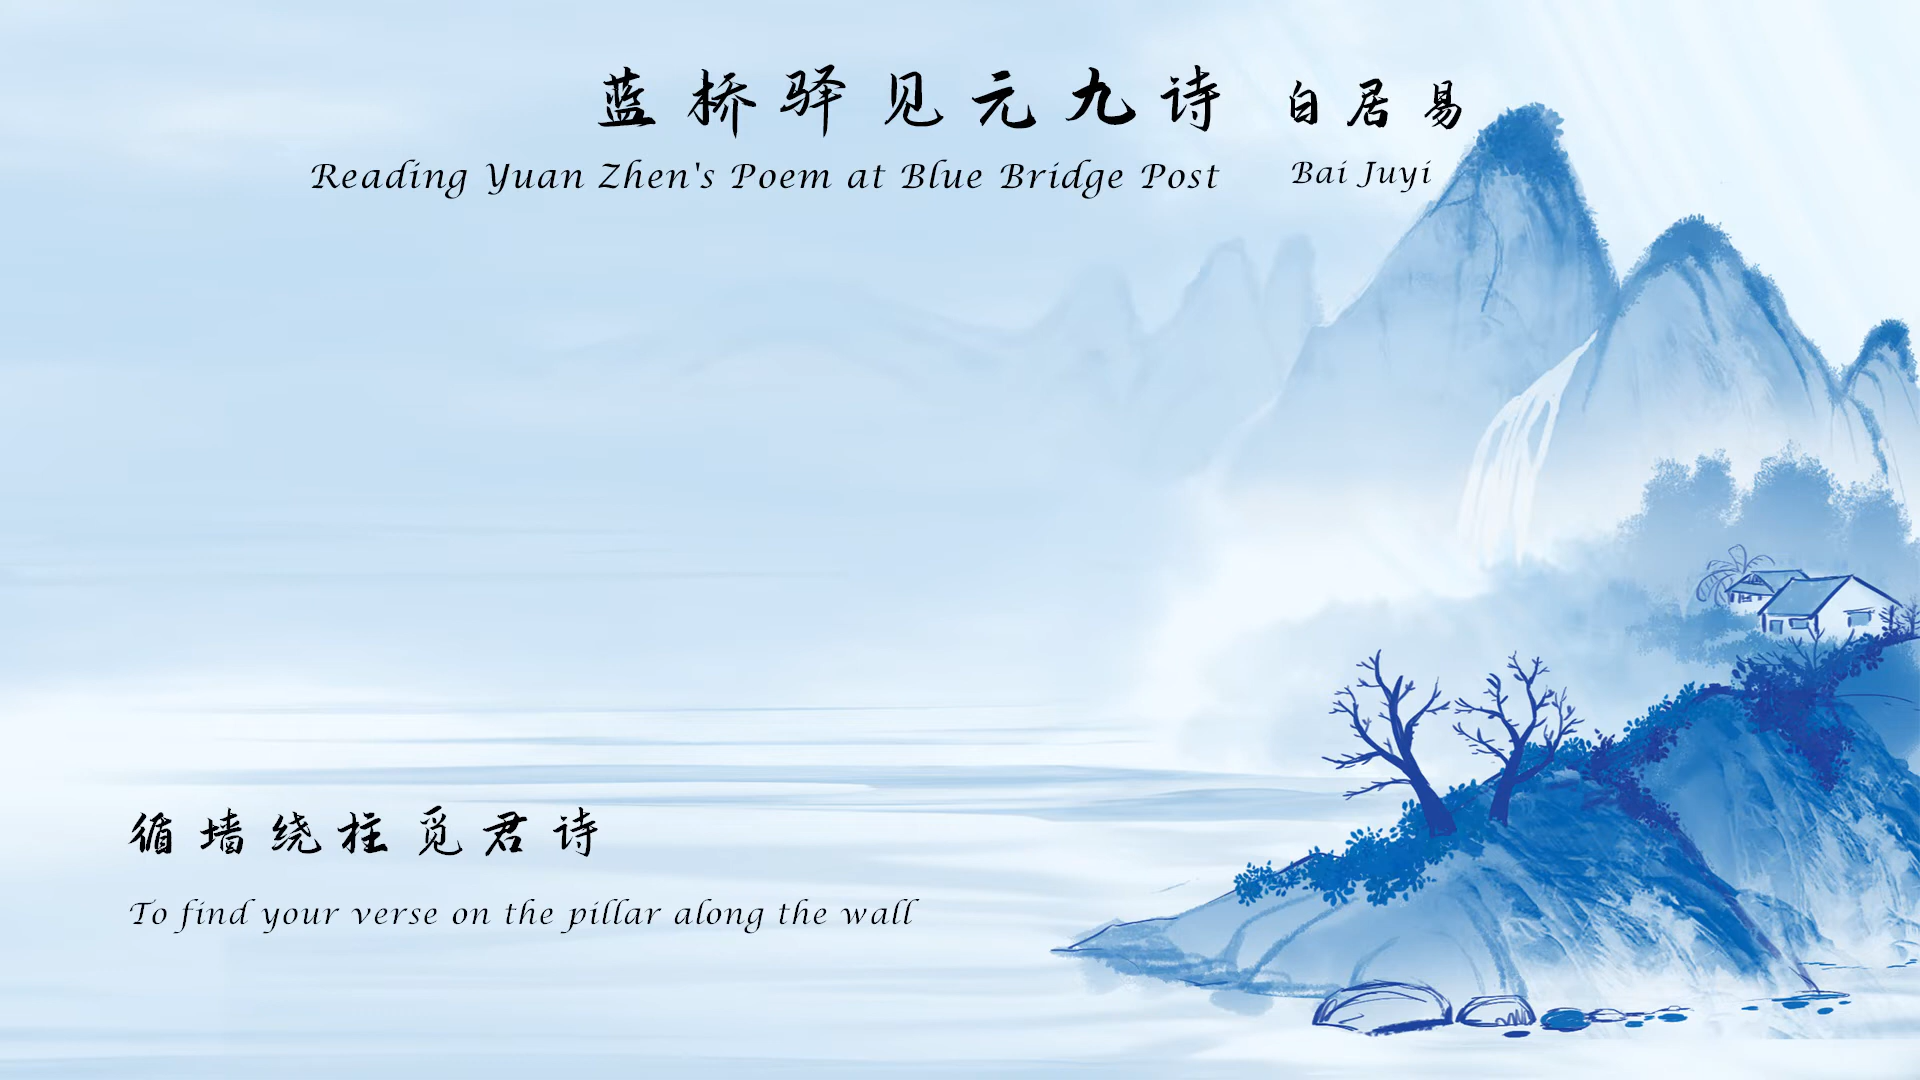 蓝桥驿见元九诗 白居易
Reading Yuan Zhen's Poem at Blue Bridge Post Bai Juyi
循墙绕柱觅君诗
To find your verse on the pillar along the wall